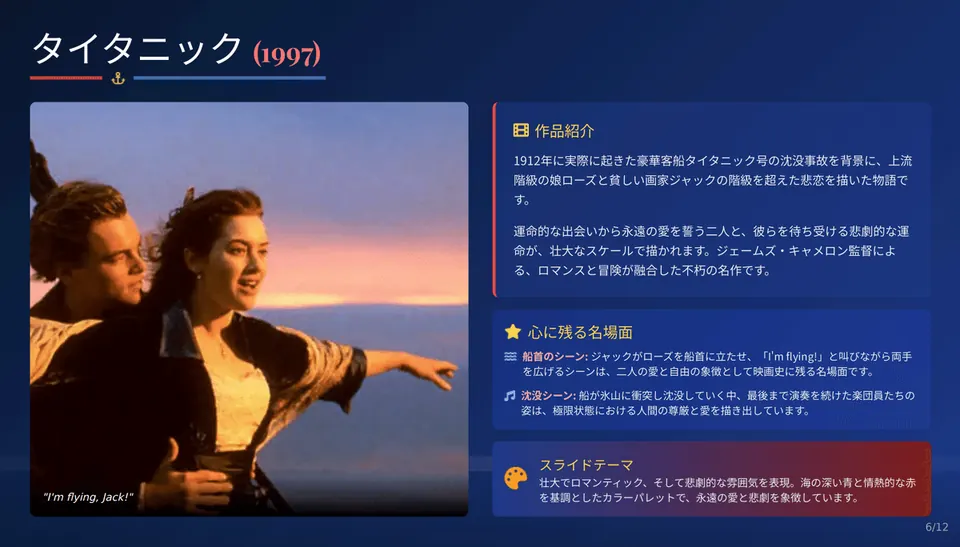 タイタニック (1997)
"I'm flying, Jack!"
作品紹介
1912年に実際に起きた豪華客船タイタニック号の沈没事故を背景に、上流
階級の娘ローズと貧しい画家ジャックの階級を超えた悲恋を描いた物語で
す。
運命的な出会いから永遠の愛を誓う二人と、彼らを待ち受ける悲劇的な運
命が、壮大なスケールで描かれます。ジェームズ・キャメロン監督によ
る、ロマンスと冒険が融合した不朽の名作です。
心に残る名場面
船首のシーン: ジャックがローズを船首に立たせ、「I'm flying!」と叫びながら両手
を広げるシーンは、二人の愛と自由の象徴として映画史に残る名場面です。
沈没シーン: 船が氷山に衝突し沈没していく中、最後まで演奏を続けた楽団員たちの
姿は、極限状態における人間の尊厳と愛を描き出しています。
スライドテーマ
壮大でロマンティック、そして悲劇的な雰囲気を表現。海の深い青と情熱的な赤
を基調としたカラーパレットで、永遠の愛と悲劇を象徴しています。
6/12